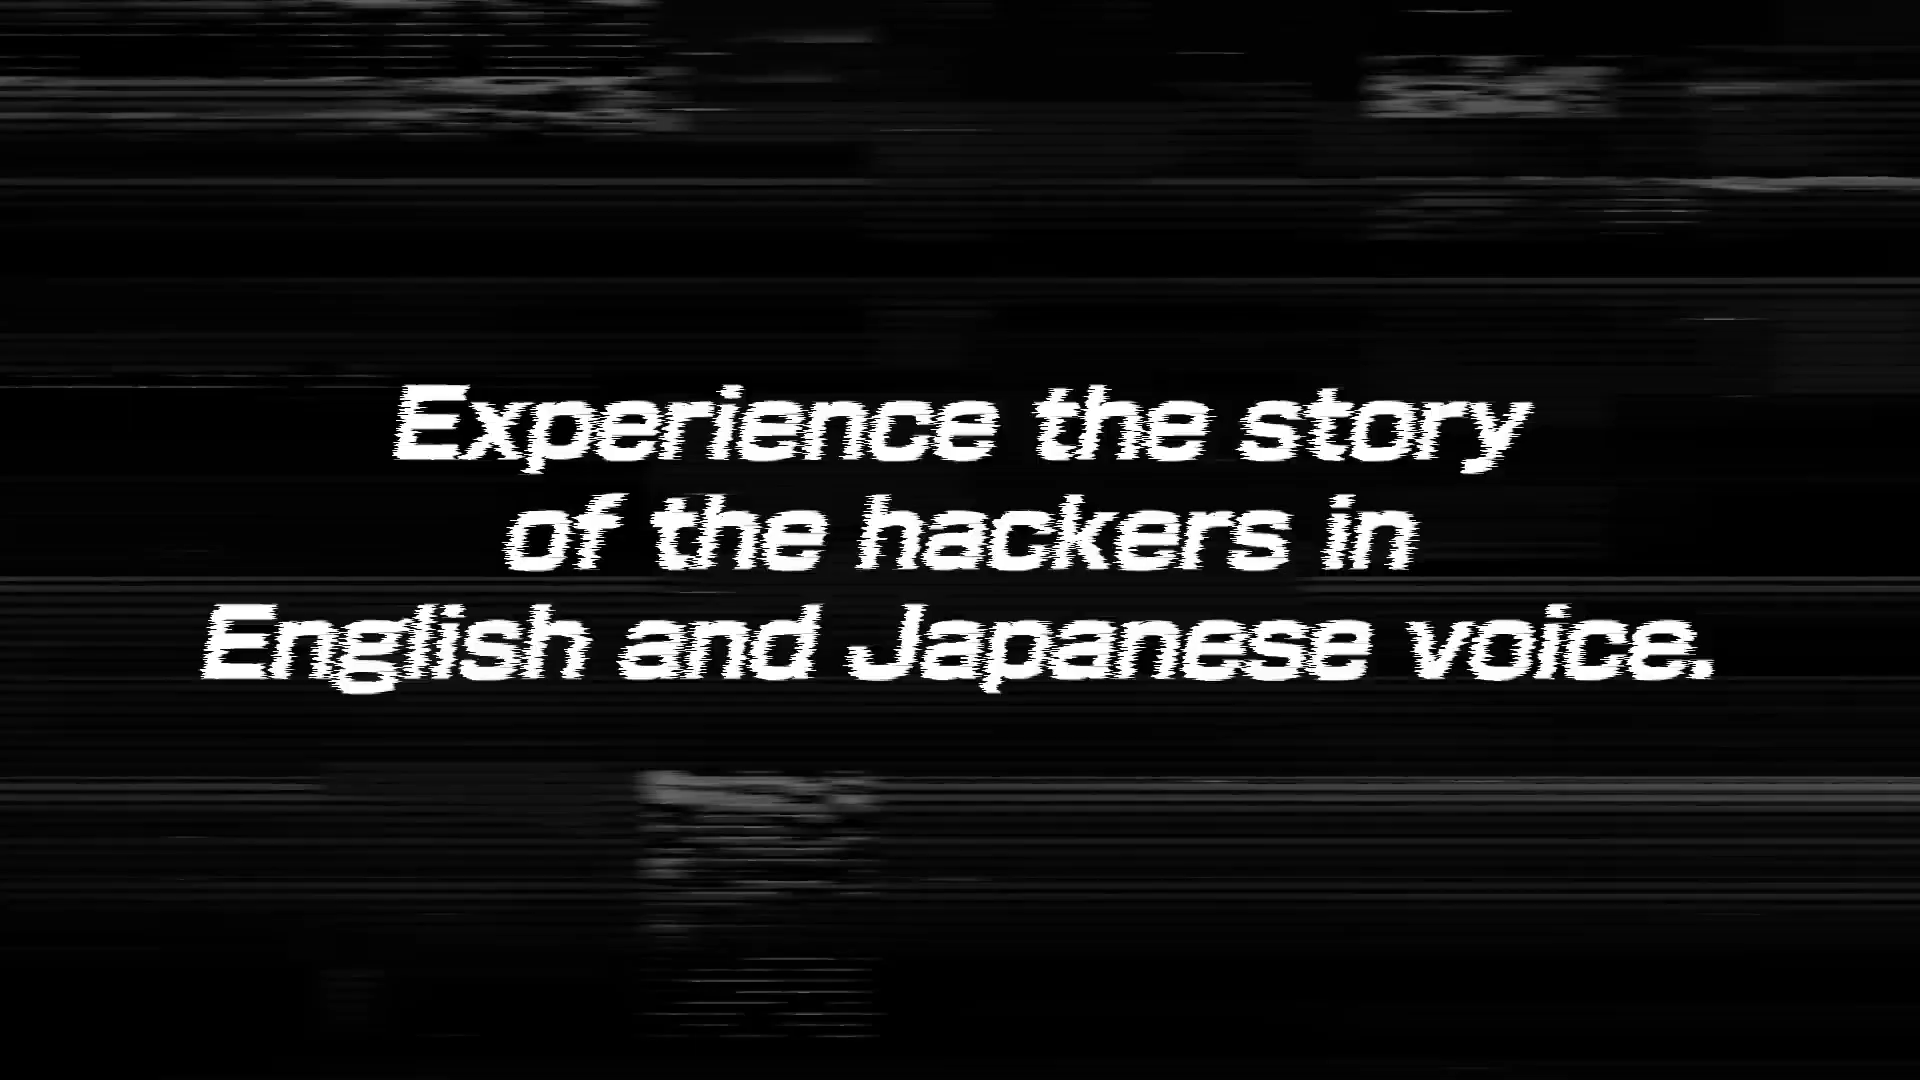 Experience the story
of the hackers in
English and Japanese voice.